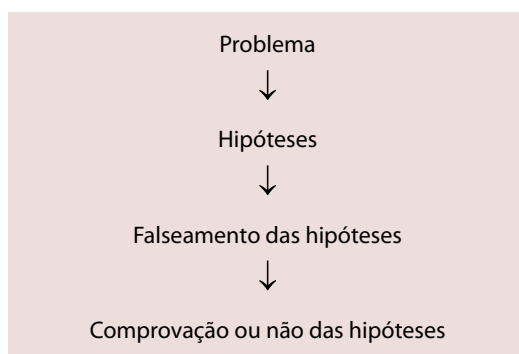 Problema
↓
Hipóteses
↓
Falseamento das hipóteses
↓
Comprovação ou não das hipóteses